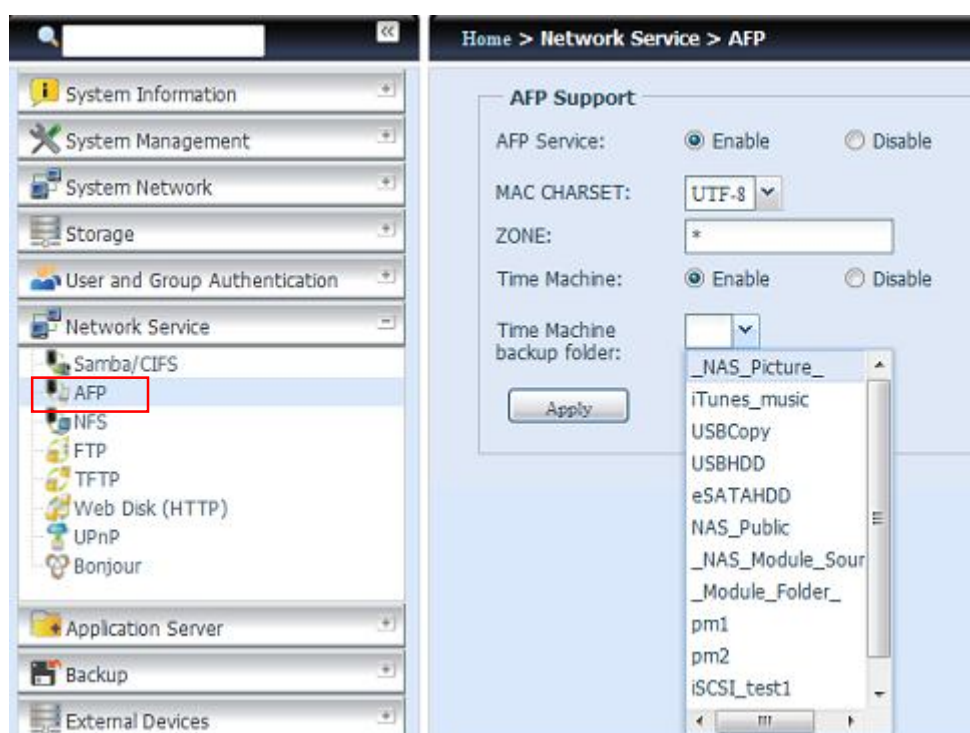 Home > Network Service > AFP
System Information
System Management
System Network
Storage
User and Group Authentication
Network Service
Samba/CIFS
AFP
NFS
FTP
TFTP
Web Disk (HTTP)
UPnP
Bonjour
Application Server
Backup
External Devices
AFP Support
AFP Service: Enable Disable
MAC CHARSET: UTF-8
ZONE: *
Time Machine: Enable Disable
Time Machine
backup folder:
_NAS_Picture_
iTunes_music
USBCopy
USBHDD
eSATAHDD
NAS_Public
_NAS_Module_Sour
_Module_Folder_
pm1
pm2
iSCSI_test1
Apply